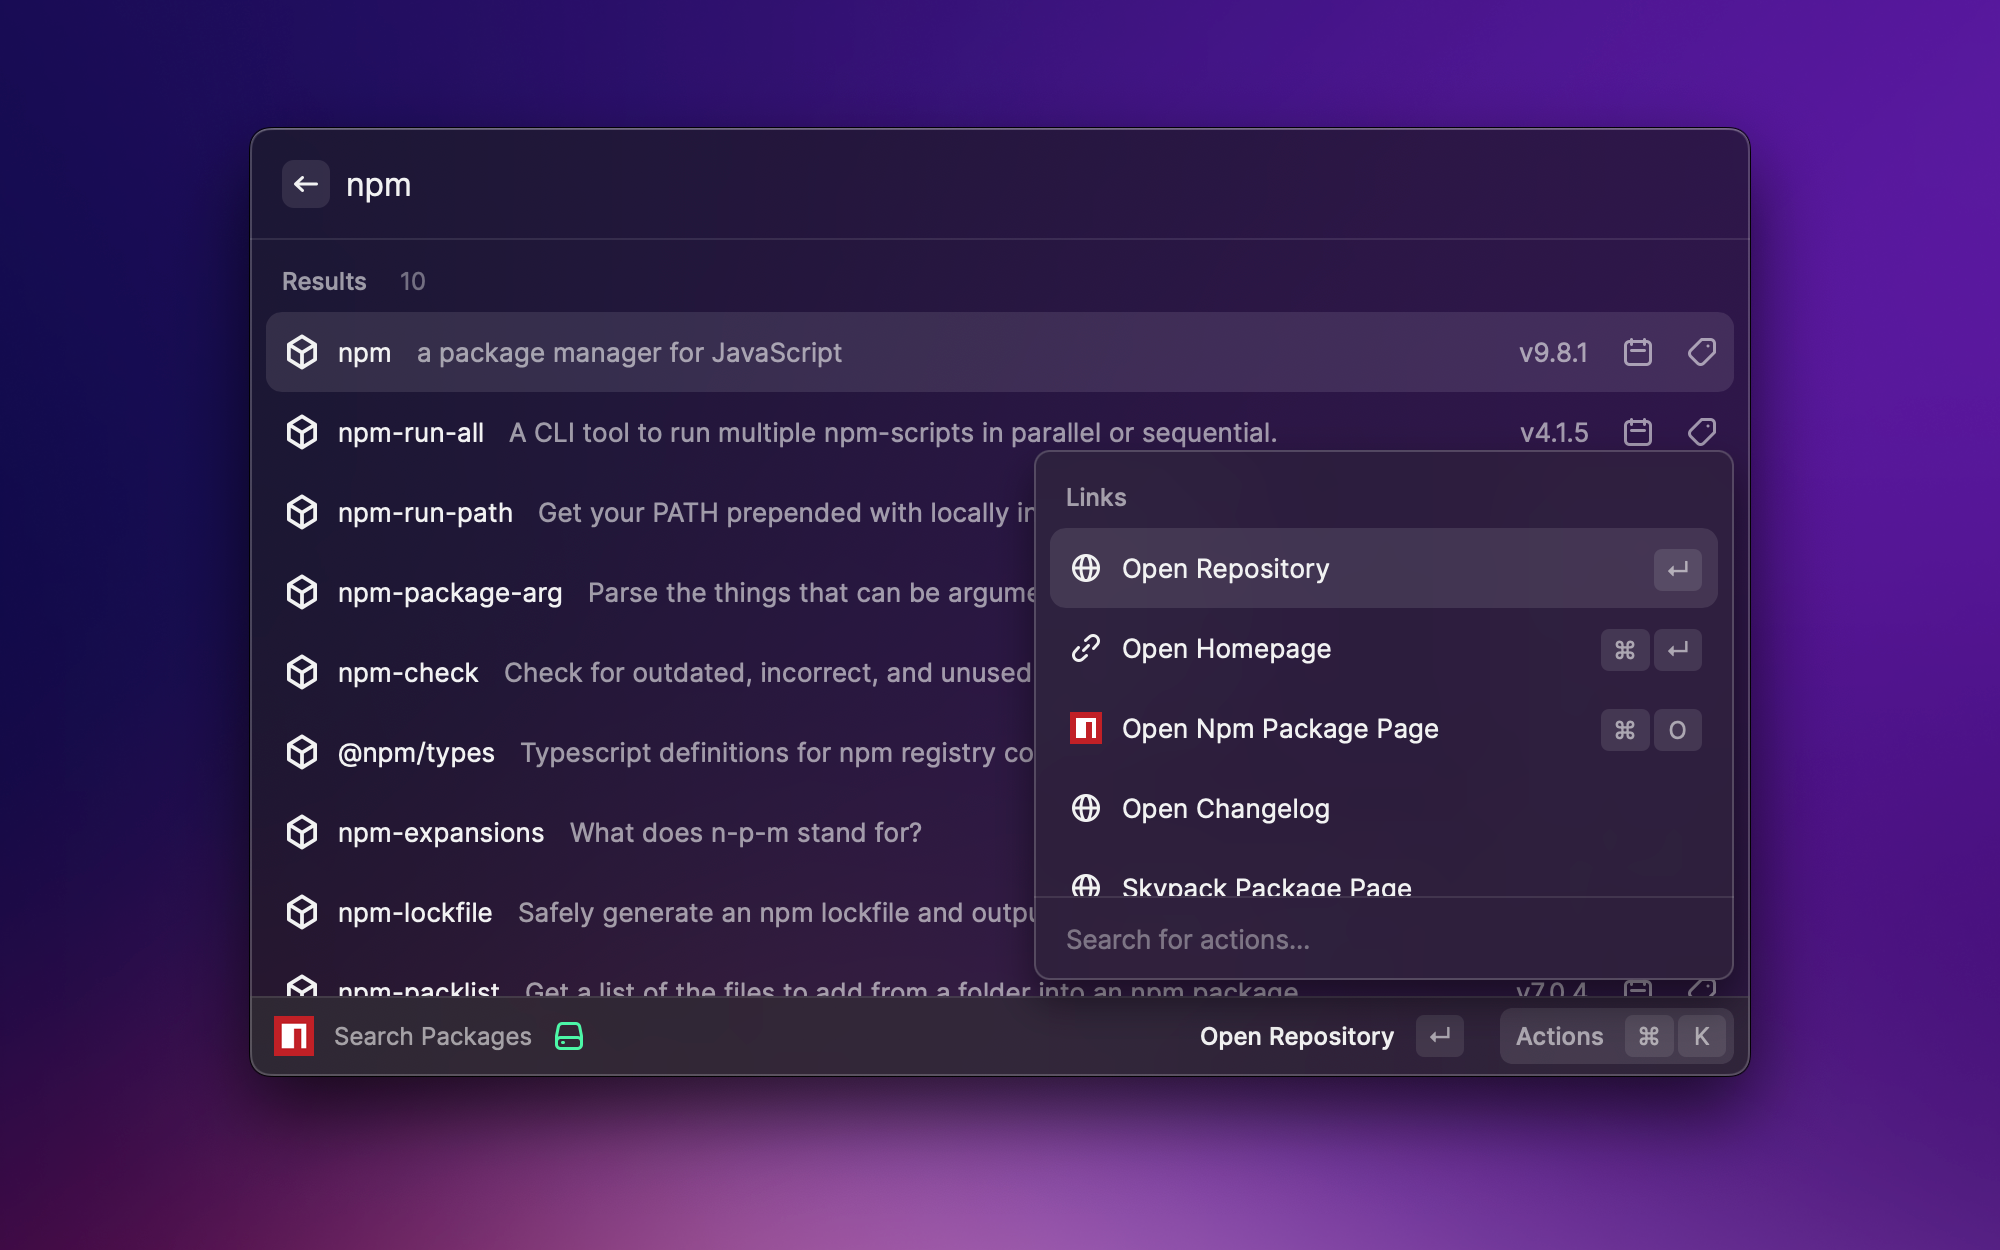 npm
Results 10
npm a package manager for JavaScript v9.8.1
npm-run-all A CLI tool to run multiple npm-scripts in parallel or sequential. v4.1.5
npm-run-path Get your PATH prepended with locally in
npm-package-arg Parse the things that can be argume
npm-check Check for outdated, incorrect, and unused
@npm/types Typescript definitions for npm registry co
npm-expansions What does n-p-m stand for?
npm-lockfile Safely generate an npm lockfile and outpu
npm-packlist Get a list of the files to add from a folder into an npm package v7.0.4
Links
Open Repository ↵
Open Homepage ⌘ ↵
Open Npm Package Page ⌘ O
Open Changelog
Skypack Package Page
Search for actions...
Search Packages Open Repository ↵ Actions ⌘ K